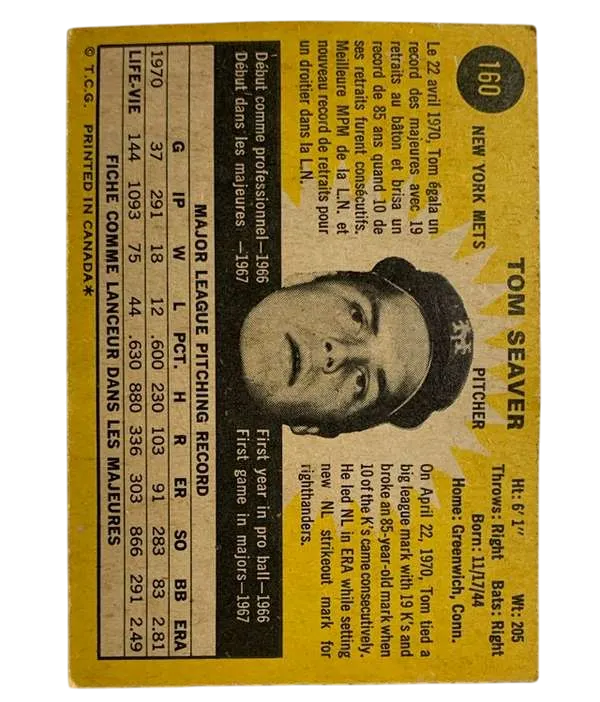 160
NEW YORK METS
TOM SEAVER
PITCHER
Ht: 6'1" Wt: 205
Throws: Right Bats: Right
Born: 11/17/44
Home: Greenwich, Conn.
Le 22 avril 1970, Tom égala un
record des majeures avec 19
retraits au bâton et brisa un
record de 85 ans quand 10 de
ses retraits furent consécutifs.
Meilleure MPM de la L.N. et
nouveau record de retraits pour
un droitier dans la L.N.
On April 22, 1970, Tom tied a
big league mark with 19 K's and
broke an 85-year-old mark when
10 of the K's came consecutively.
He led NL in ERA while setting
new NL strikeout mark for
righthanders.
Début comme professionnel—1966
Début dans les majeures —1967
First year in pro ball—1966
First game in majors—1967
MAJOR LEAGUE PITCHING RECORD
G IP W L PCT. H R ER SO BB ERA
1970 37 291 18 12 .600 230 103 91 283 83 2.81
LIFE-VIE 144 1093 75 44 .630 880 336 303 866 291 2.49
FICHE COMME LANCEUR DANS LES MAJEURES
© T.C.G. PRINTED IN CANADA*